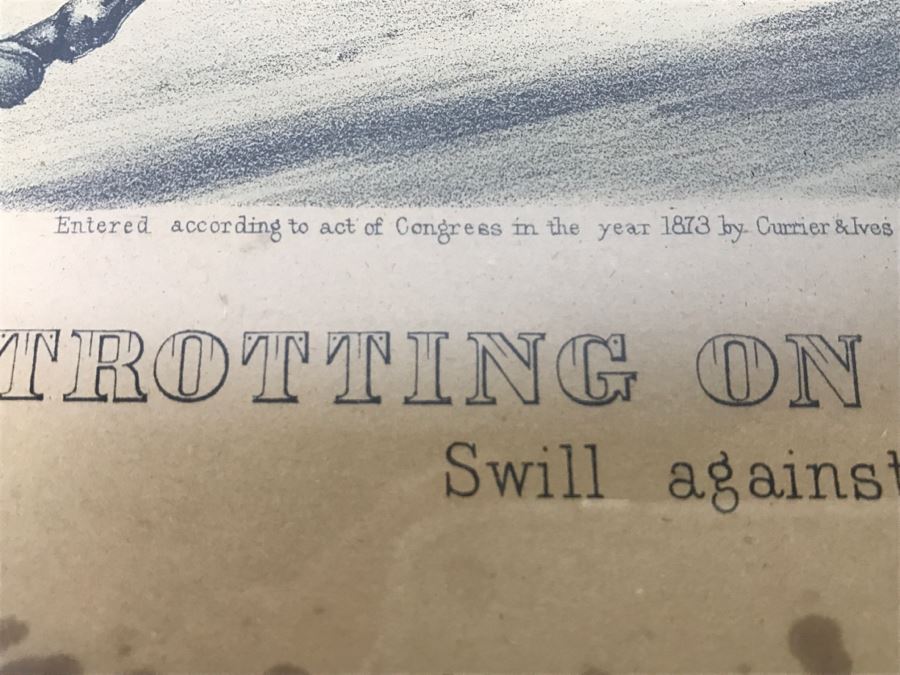 Entered according to act of Congress in the year 1873 by Currier & Ives
TROTTING ON
Swill against